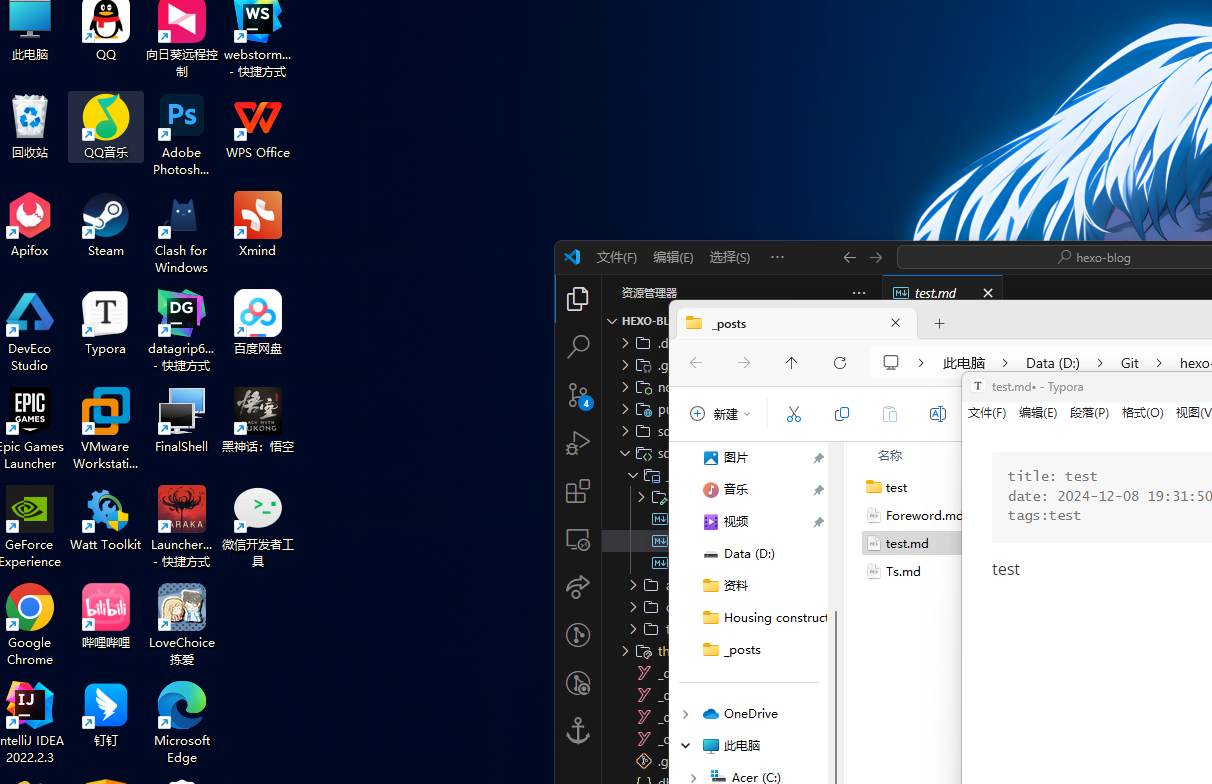 此电脑
QQ
向日葵远程控
制
webstorm...
- 快捷方式
回收站
QQ音乐
Adobe
Photosh...
WPS Office
Apifox
Steam
Clash for
Windows
Xmind
DevEco
Studio
Typora
datagrip6...
- 快捷方式
百度网盘
Epic Games
Launcher
VMware
Workstati...
FinalShell
黑神话：悟空
GeForce
Experience
Watt Toolkit
Launcher...
- 快捷方式
微信开发者工
具
Google
Chrome
哔哩哔哩
LoveChoice
拣爱
IntelliJ IDEA
2022.2.3
钉钉
Microsoft
Edge
WS
Ps
DG
EPIC
GAMES
bilibili
IJ
文件(F) 编辑(E) 选择(S) ··· hexo-blog
资源管理器 ··· test.md
HEXO-BL
4
_posts
此电脑 Data (D:) Git hexo-
新建
图片
音乐
视频
Data (D:)
资料
Housing construct
_posts
OneDrive
此电脑
Acer (C:)
名称
test
Foreword.md
test.md
Ts.md
test.md• - Typora
文件(F) 编辑(E) 段落(P) 格式(O) 视图(V
title: test
date: 2024-12-08 19:31:50
tags:test
test